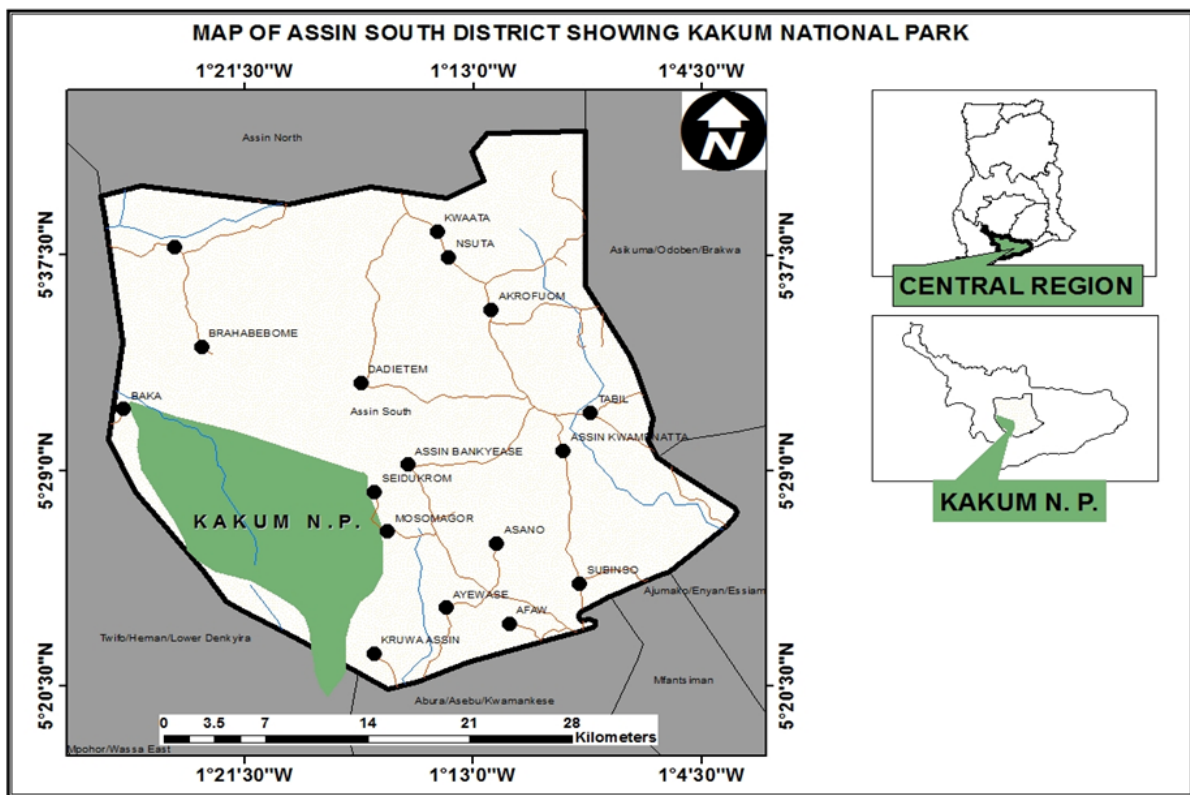 MAP OF ASSIN SOUTH DISTRICT SHOWING KAKUM NATIONAL PARK
1°21'30"W 1°13'0"W 1°4'30"W
Assin North
N
KWAATA
NSUTA
Asikuma/Odoben/Brakwa
5°37'30"N 5°37'30"N
AKROFUOM
BRAHABEBOME
DADIETEM
BAKA
Assin South
TABIL
ASSIN KWAMENATTA
ASSIN BANKYEASE
5°29'0"N 5°29'0"N
SEIDUKROM
KAKUM N.P.
MOSOMAGOR
ASANO
SUBINSO
Ajumako/Enyan/Essiam
AYEWASE
AFAW
Twifo/Heman/Lower Denkyira
KRUWA ASSIN
Mfantsiman
5°20'30"N 5°20'30"N
Abura/Asebu/Kwamankese
0 3.5 7 14 21 28
Kilometers
Mpohor/Wassa East
1°21'30"W 1°13'0"W 1°4'30"W
CENTRAL REGION
KAKUM N. P.